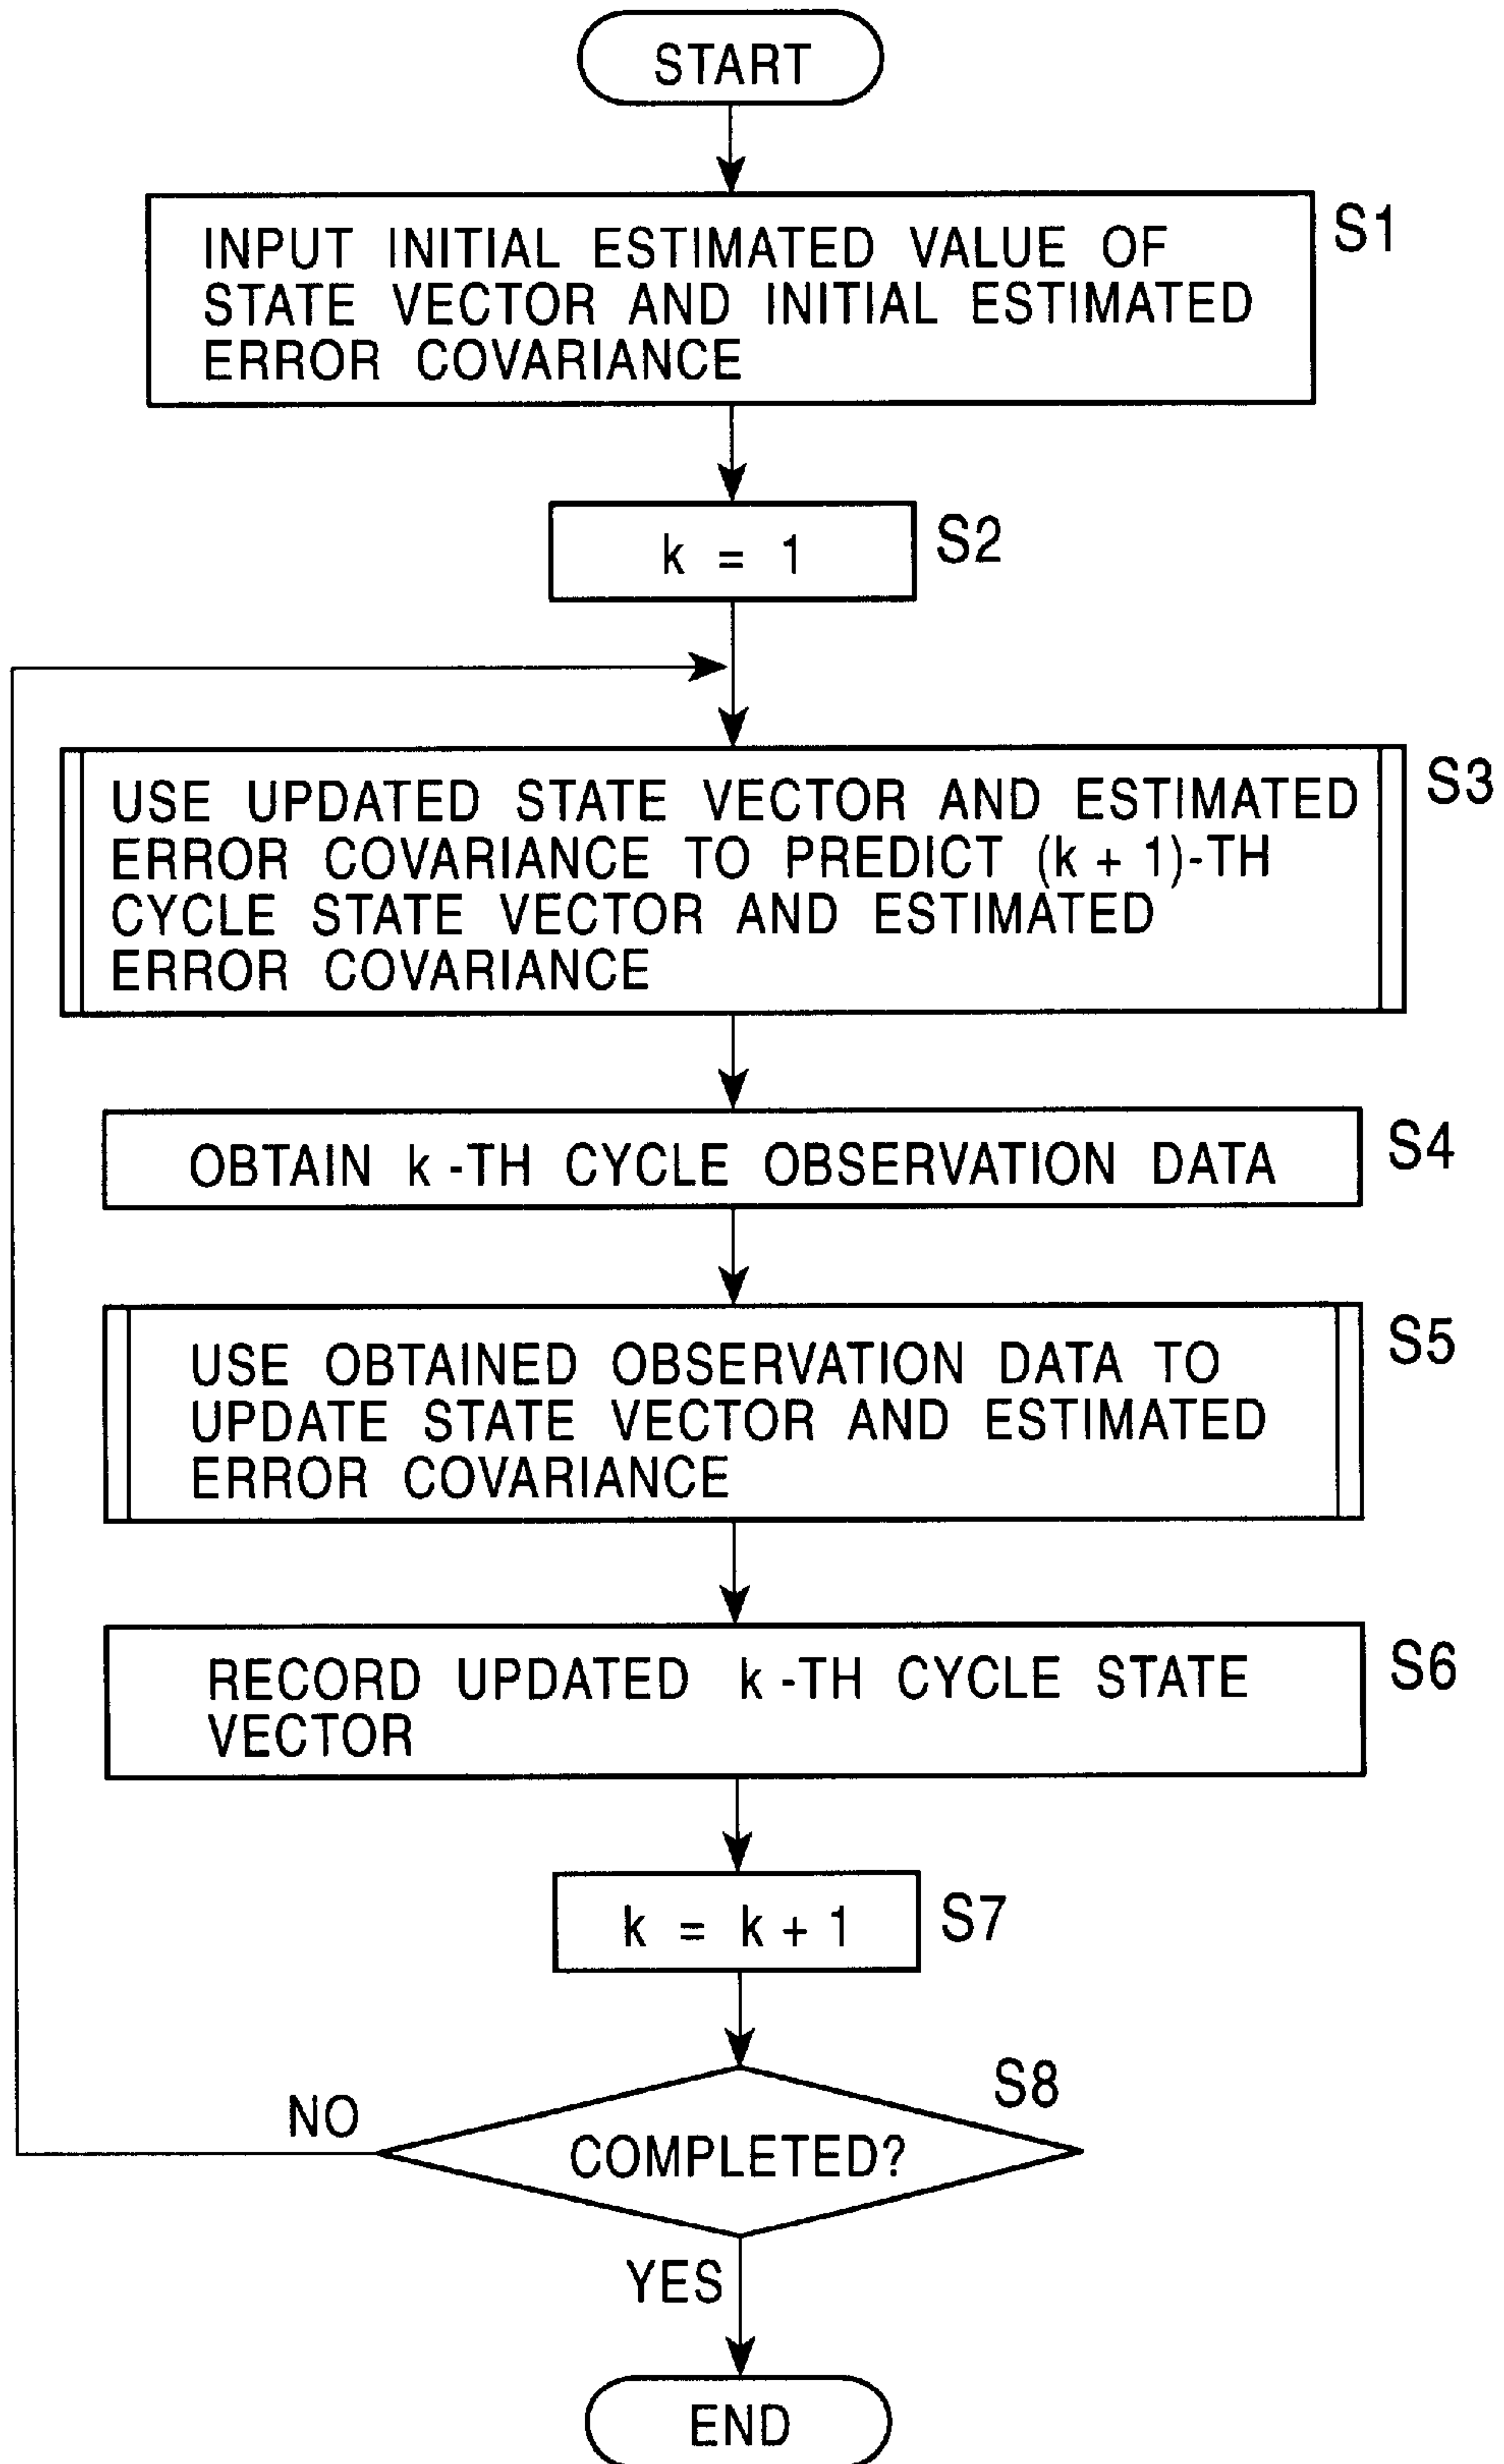 START
INPUT INITIAL ESTIMATED VALUE OF
STATE VECTOR AND INITIAL ESTIMATED
ERROR COVARIANCE
S1
k = 1
S2
USE UPDATED STATE VECTOR AND ESTIMATED
ERROR COVARIANCE TO PREDICT (k + 1)-TH
CYCLE STATE VECTOR AND ESTIMATED
ERROR COVARIANCE
S3
OBTAIN k -TH CYCLE OBSERVATION DATA
S4
USE OBTAINED OBSERVATION DATA TO
UPDATE STATE VECTOR AND ESTIMATED
ERROR COVARIANCE
S5
RECORD UPDATED k -TH CYCLE STATE
VECTOR
S6
k = k + 1
S7
S8
NO
COMPLETED?
YES
END